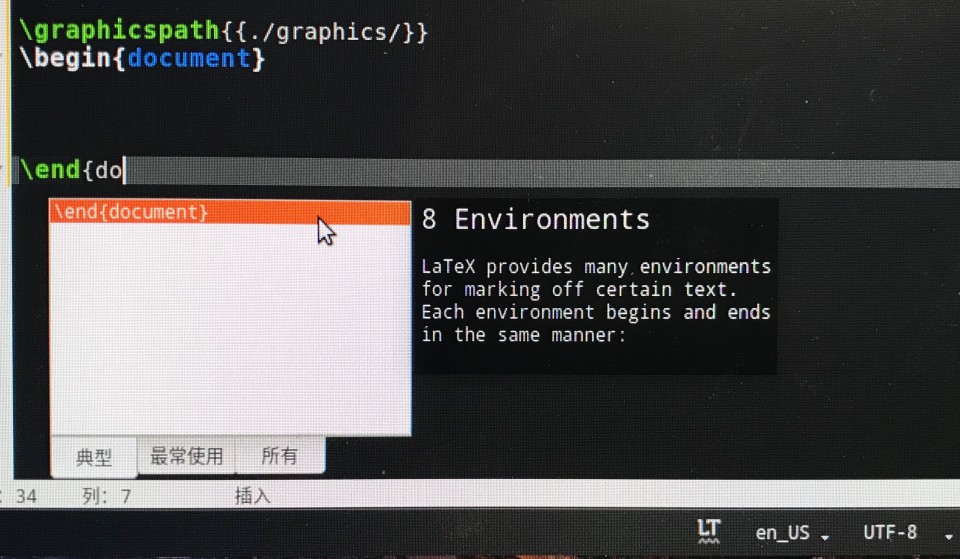 \graphicspath{{./graphics/}}
\begin{document}
\end{do
\end{document}
8 Environments
LaTeX provides many environments
for marking off certain text.
Each environment begins and ends
in the same manner:
典型 最常使用 所有
: 34 列: 7 插入
LT en_US UTF-8